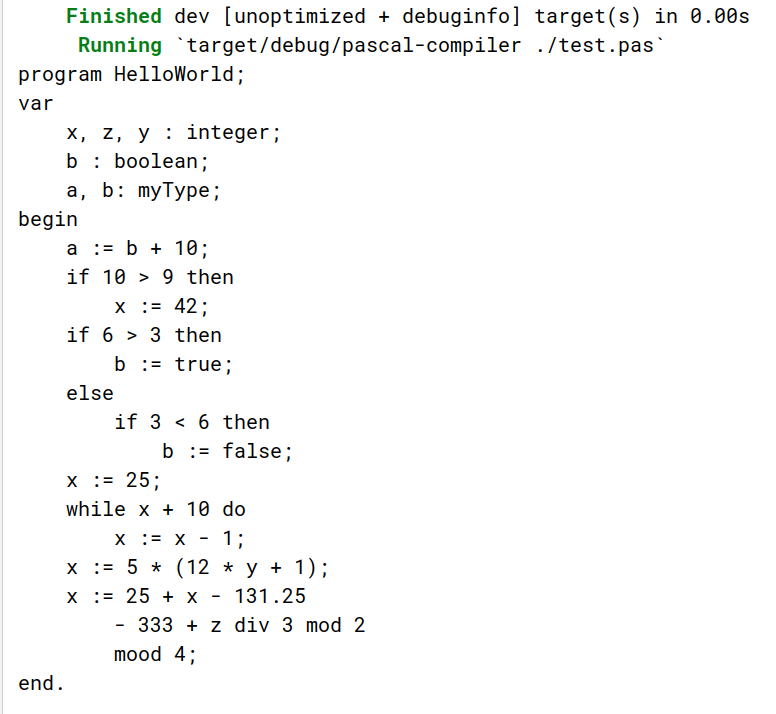 Finished dev [unoptimized + debuginfo] target(s) in 0.00s
Running `target/debug/pascal-compiler ./test.pas`
program HelloWorld;
var
    x, z, y : integer;
    b : boolean;
    a, b: myType;
begin
    a := b + 10;
    if 10 > 9 then
        x := 42;
    if 6 > 3 then
        b := true;
    else
        if 3 < 6 then
            b := false;
    x := 25;
    while x + 10 do
        x := x - 1;
    x := 5 * (12 * y + 1);
    x := 25 + x - 131.25
        - 333 + z div 3 mod 2
        mood 4;
end.